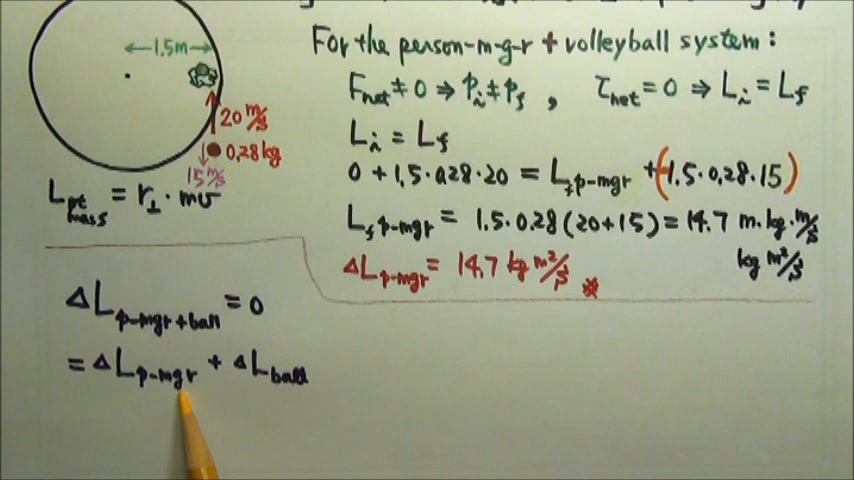 For the person-m-g-r + volleyball system:
←1.5m→
F_net ≠ 0 ⇒ P_i ≠ P_f , τ_net = 0 ⇒ L_i = L_f
20 m/s
L_i = L_f
0.28kg
15 m/s
0 + 1.5·0.28·20 = L_f p-mgr + (-1.5·0.28·15)
L_pt mass = r⊥ · mv
L_f p-mgr = 1.5·0.28(20+15) = 14.7 m·kg·m/s
kg m²/s
ΔL_p-mgr = 14.7 kg m²/s
ΔL_p-mgr+ball = 0
= ΔL_p-mgr + ΔL_ball